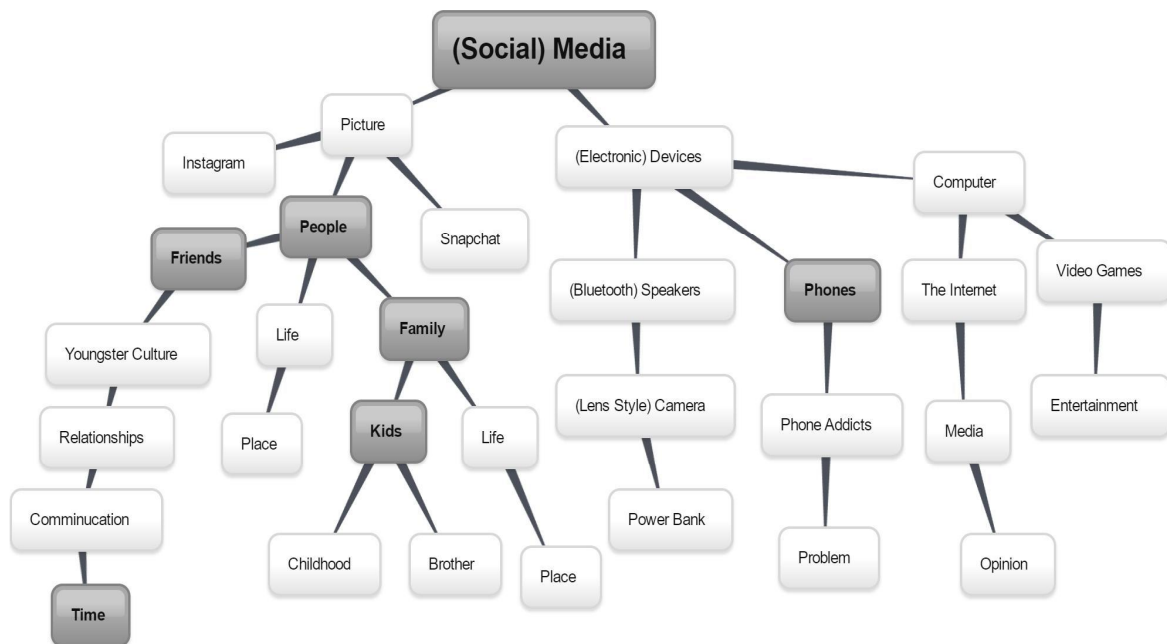 (Social) Media
Picture
Instagram
(Electronic) Devices
Computer
People
Snapchat
Friends
(Bluetooth) Speakers
Phones
The Internet
Video Games
Youngster Culture
Life
Family
(Lens Style) Camera
Phone Addicts
Media
Entertainment
Relationships
Place
Kids
Life
Comminucation
Power Bank
Childhood
Brother
Place
Problem
Opinion
Time